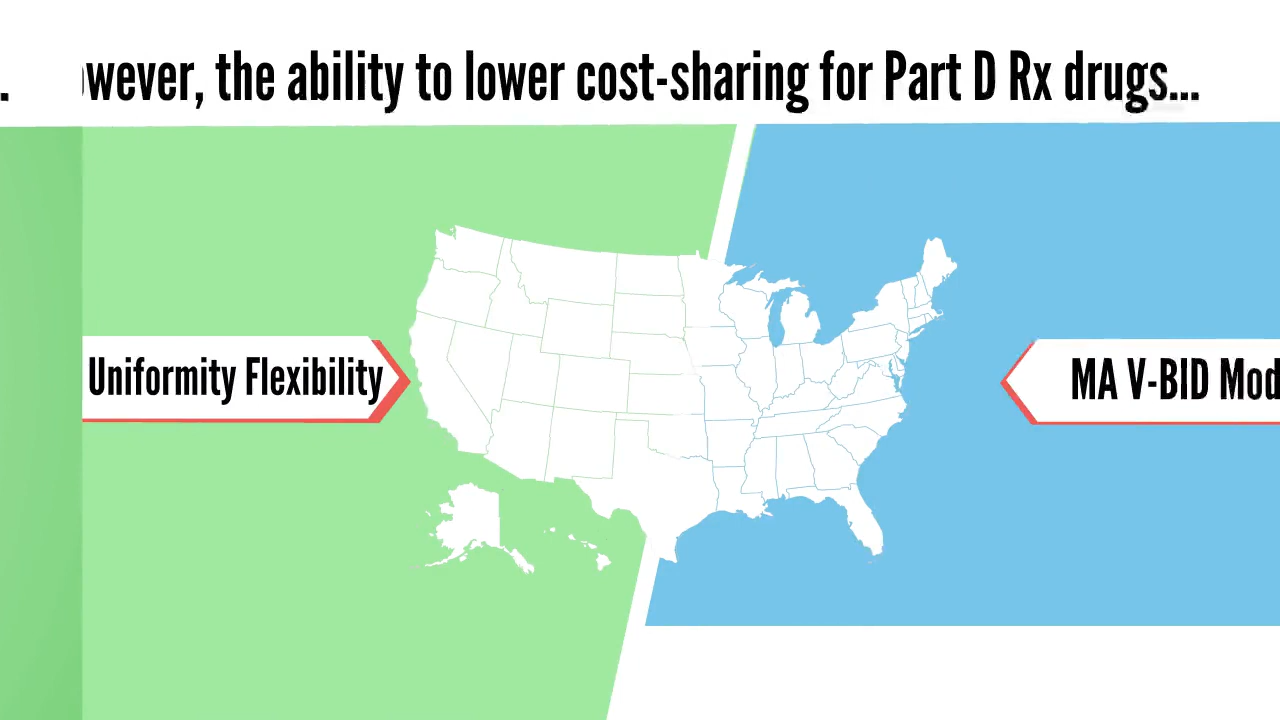 . wever, the ability to lower cost-sharing for Part D Rx drugs...
Uniformity Flexibility
MA V-BID Mod